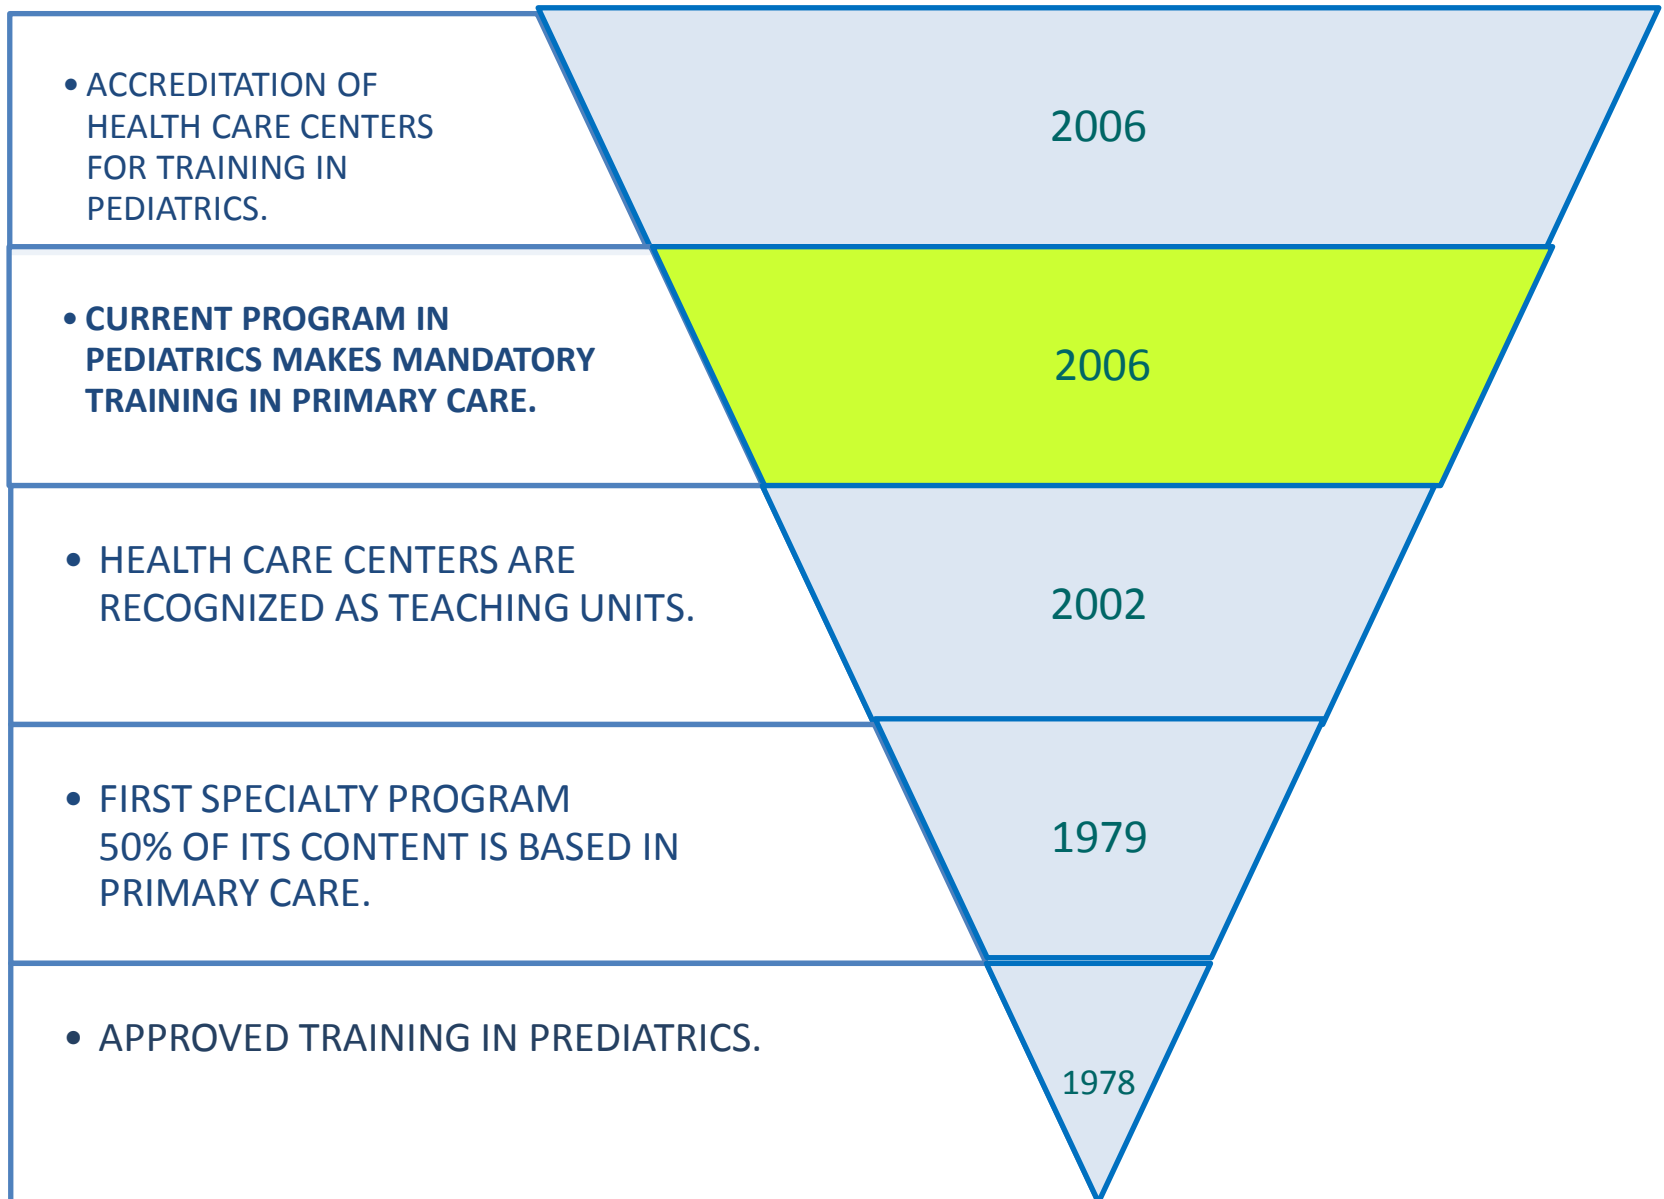 • ACCREDITATION OF
HEALTH CARE CENTERS
FOR TRAINING IN
PEDIATRICS.
2006
• CURRENT PROGRAM IN
PEDIATRICS MAKES MANDATORY
TRAINING IN PRIMARY CARE.
2006
• HEALTH CARE CENTERS ARE
RECOGNIZED AS TEACHING UNITS.
2002
• FIRST SPECIALTY PROGRAM
50% OF ITS CONTENT IS BASED IN
PRIMARY CARE.
1979
• APPROVED TRAINING IN PREDIATRICS.
1978